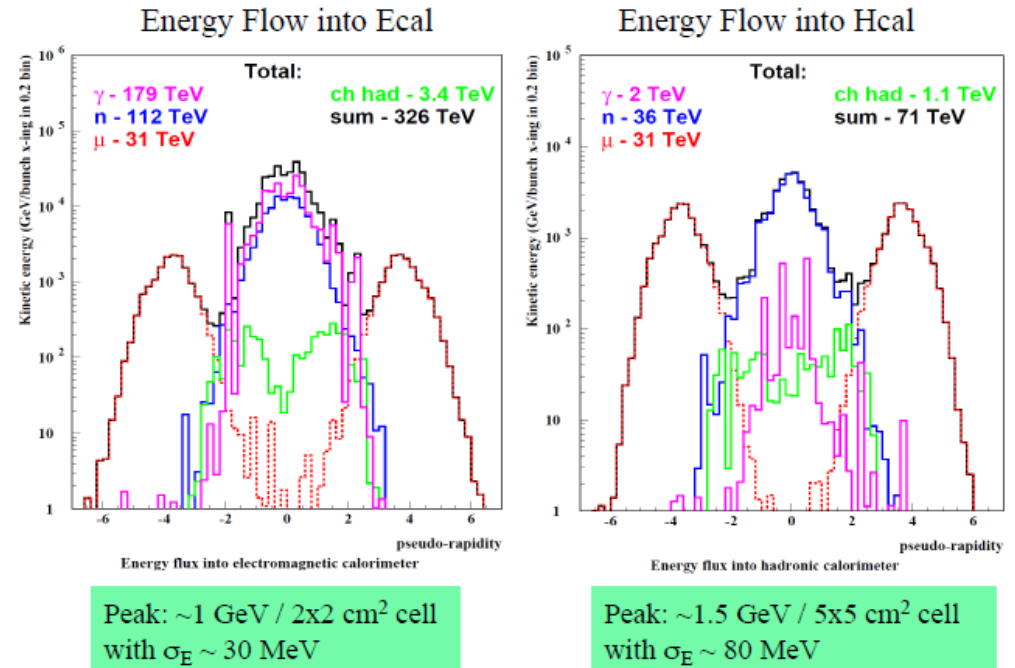 Energy Flow into Ecal
Kinetic energy (GeV/bunch x-ing in 0.2 bin)
10^6
10^5
10^4
10^3
10^2
10
1
Total:
γ - 179 TeV
n - 112 TeV
μ - 31 TeV
ch had - 3.4 TeV
sum - 326 TeV
-6 -4 -2 0 2 4 6
pseudo-rapidity
Energy flux into electromagnetic calorimeter
Peak: ~1 GeV / 2x2 cm² cell
with σ_E ~ 30 MeV
Energy Flow into Hcal
Kinetic energy (GeV/bunch x-ing in 0.2 bin)
10^5
10^4
10^3
10^2
10
1
Total:
γ - 2 TeV
n - 36 TeV
μ - 31 TeV
ch had - 1.1 TeV
sum - 71 TeV
-6 -4 -2 0 2 4 6
pseudo-rapidity
Energy flux into hadronic calorimeter
Peak: ~1.5 GeV / 5x5 cm² cell
with σ_E ~ 80 MeV